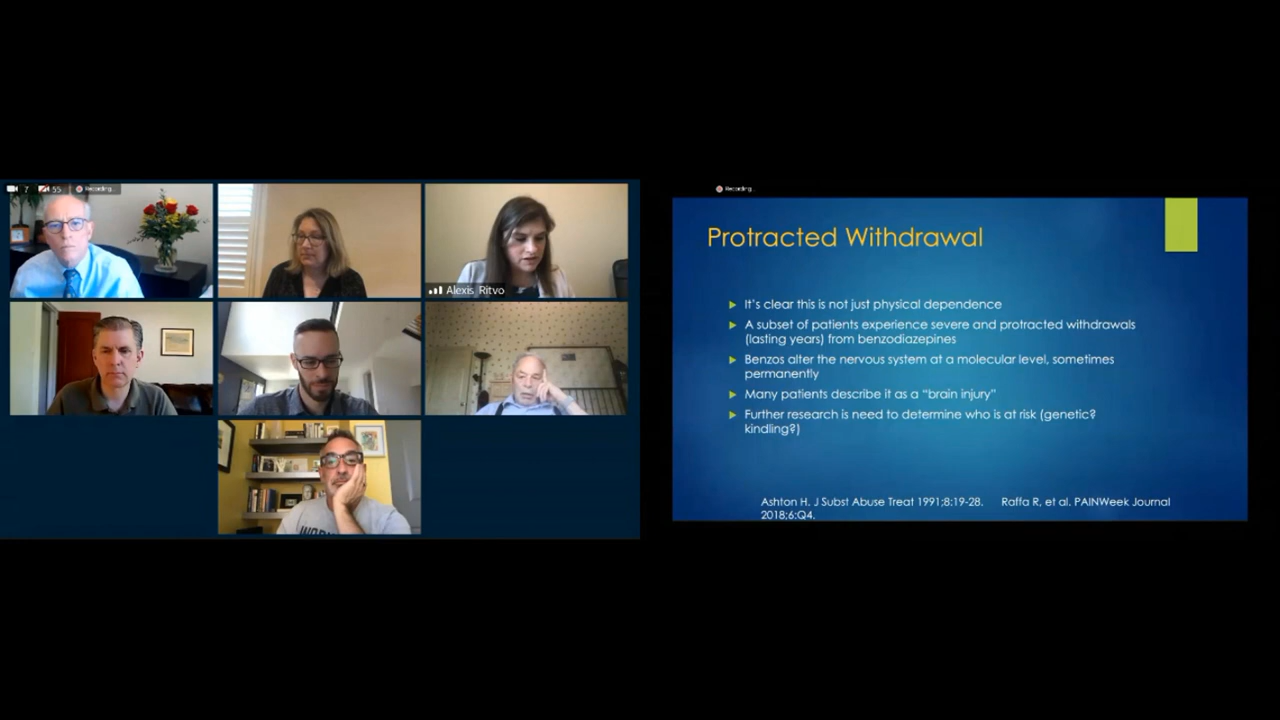 7
55
Recording...
Alexis Ritvo
Recording...
Protracted Withdrawal
It's clear this is not just physical dependence
A subset of patients experience severe and protracted withdrawals
(lasting years) from benzodiazepines
Benzos alter the nervous system at a molecular level, sometimes
permanently
Many patients describe it as a "brain injury"
Further research is need to determine who is at risk (genetic?
kindling?)
Ashton H. J Subst Abuse Treat 1991;8:19-28. Raffa R, et al. PAINWeek Journal
2018;6:Q4.